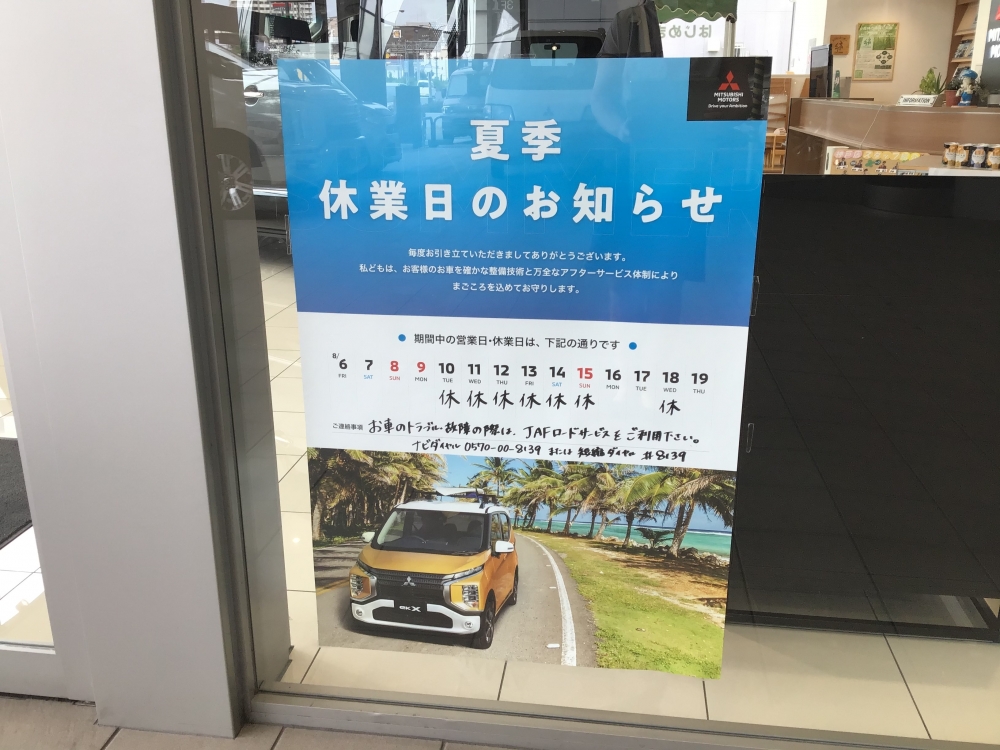 はじめま
MITSUBISHI
MOTORS
Drive your Ambition
INFORMATION
夏季
休業日のお知らせ
毎度お引き立ていただきましてありがとうございます。
私どもは、お客様のお車を確かな整備技術と万全なアフターサービス体制により
まごころを込めてお守りします。
● 期間中の営業日・休業日は、下記の通りです ●
8/6 7 8 9 10 11 12 13 14 15 16 17 18 19
FRI SAT SUN MON TUE WED THU FRI SAT SUN MON TUE WED THU
休 休 休 休 休 休 休
ご連絡事項 お車のトラブル・故障の際は、JAFロードサービスをご利用下さい。
ナビダイヤル 0570-00-8139 または 短縮ダイヤル #8139
eK X